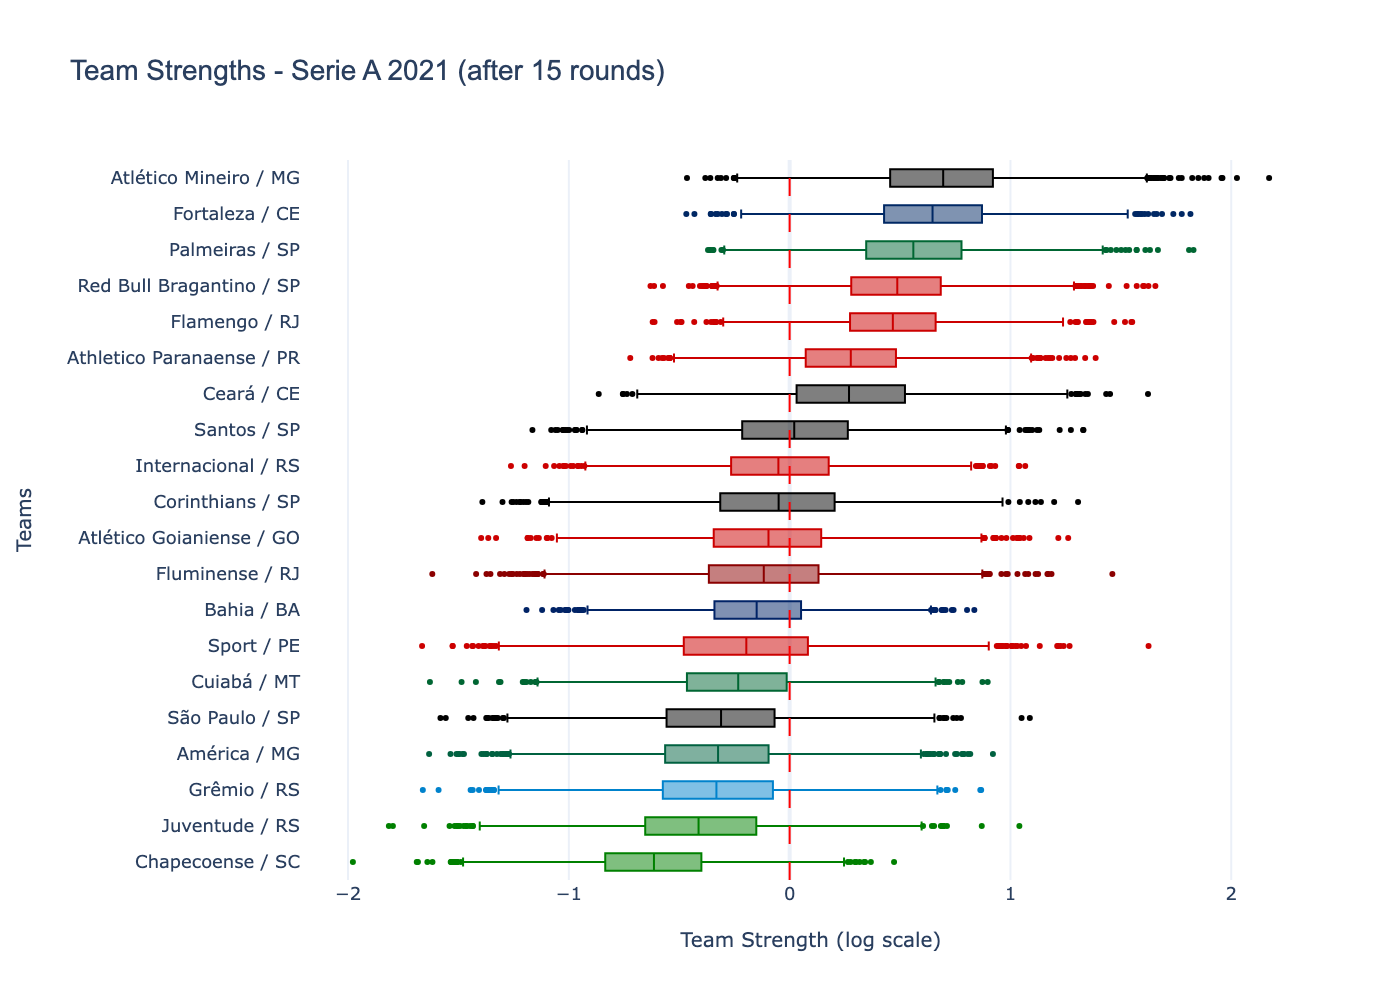 Team Strengths - Serie A 2021 (after 15 rounds)
Atlético Mineiro / MG
Fortaleza / CE
Palmeiras / SP
Red Bull Bragantino / SP
Flamengo / RJ
Athletico Paranaense / PR
Ceará / CE
Santos / SP
Internacional / RS
Corinthians / SP
Atlético Goianiense / GO
Fluminense / RJ
Bahia / BA
Sport / PE
Cuiabá / MT
São Paulo / SP
América / MG
Grêmio / RS
Juventude / RS
Chapecoense / SC
Teams
−2 −1 0 1 2
Team Strength (log scale)